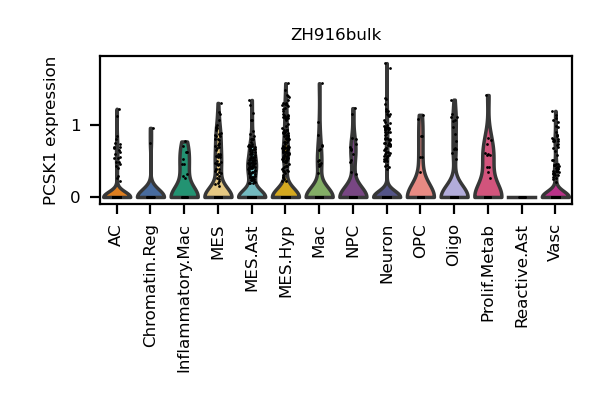 ZH916bulk
PCSK1 expression
1
0
AC
Chromatin.Reg
Inflammatory.Mac
MES
MES.Ast
MES.Hyp
Mac
NPC
Neuron
OPC
Oligo
Prolif.Metab
Reactive.Ast
Vasc